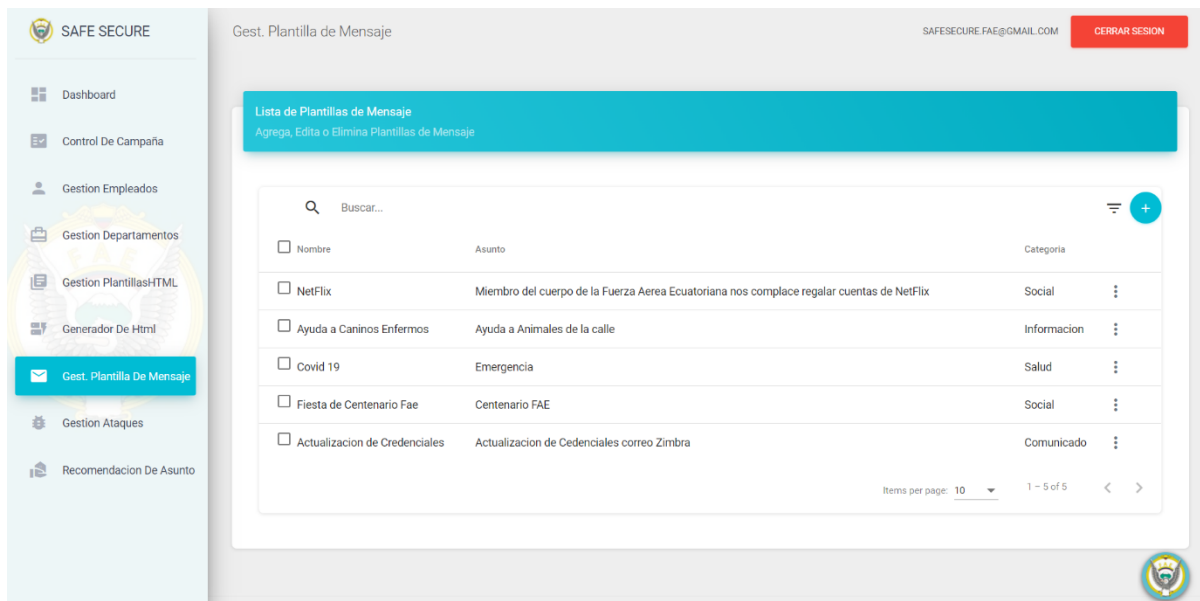 SAFE SECURE
Gest. Plantilla de Mensaje
SAFESECURE.FAE@GMAIL.COM
CERRAR SESION
Dashboard
Control De Campaña
Gestion Empleados
Gestion Departamentos
Gestion PlantillasHTML
Generador De Html
Gest. Plantilla De Mensaje
Gestion Ataques
Recomendacion De Asunto
FAE
Lista de Plantillas de Mensaje
Agrega, Edita o Elimina Plantillas de Mensaje
Buscar...
+
Nombre Asunto Categoria
NetFlix Miembro del cuerpo de la Fuerza Aerea Ecuatoriana nos complace regalar cuentas de NetFlix Social
Ayuda a Caninos Enfermos Ayuda a Animales de la calle Informacion
Covid 19 Emergencia Salud
Fiesta de Centenario Fae Centenario FAE Social
Actualizacion de Credenciales Actualizacion de Cedenciales correo Zimbra Comunicado
Items per page: 10 1 – 5 of 5